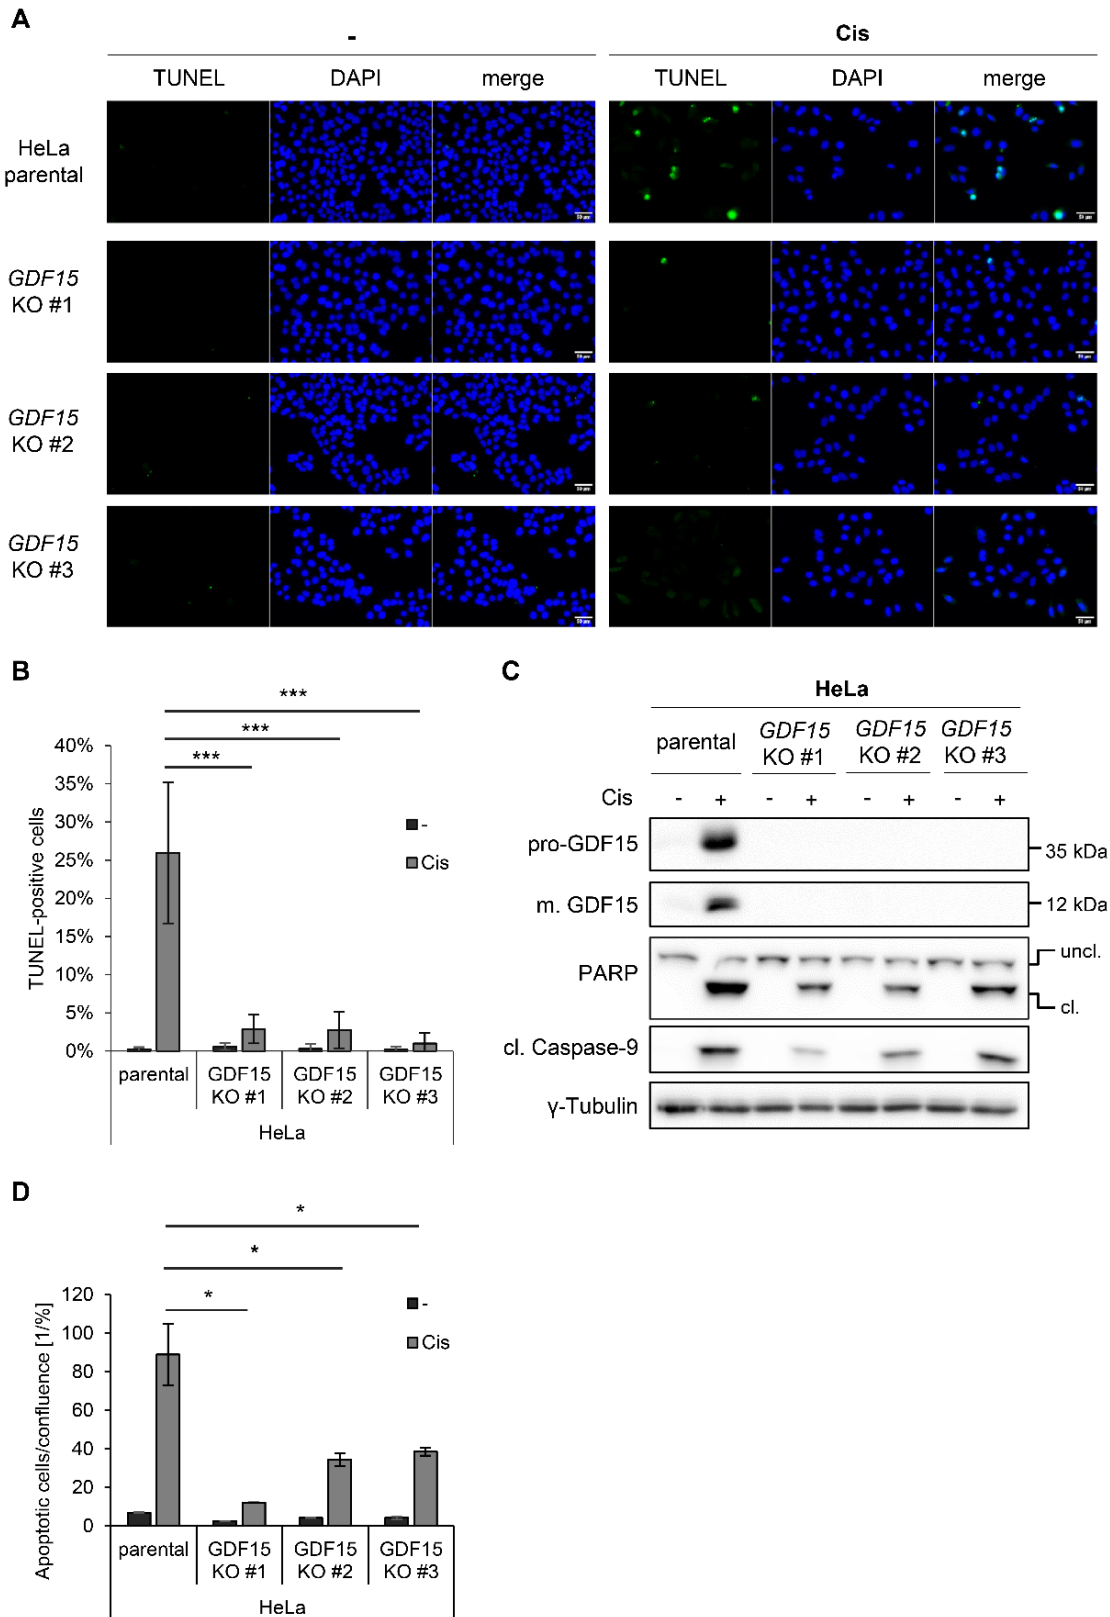 A
-
Cis
TUNEL DAPI merge TUNEL DAPI merge
HeLa
parental
GDF15
KO #1
GDF15
KO #2
GDF15
KO #3
B
***
***
***
40%
35%
30%
25%
20%
15%
10%
5%
0%
TUNEL-positive cells
-
Cis
parental
GDF15
KO #1
GDF15
KO #2
GDF15
KO #3
HeLa
C
HeLa
parental
GDF15
KO #1
GDF15
KO #2
GDF15
KO #3
Cis - + - + - + - +
pro-GDF15
35 kDa
m. GDF15
12 kDa
PARP
uncl.
cl.
cl. Caspase-9
γ-Tubulin
D
*
*
*
120
100
80
60
40
20
0
Apoptotic cells/confluence [1/%]
-
Cis
parental
GDF15
KO #1
GDF15
KO #2
GDF15
KO #3
HeLa